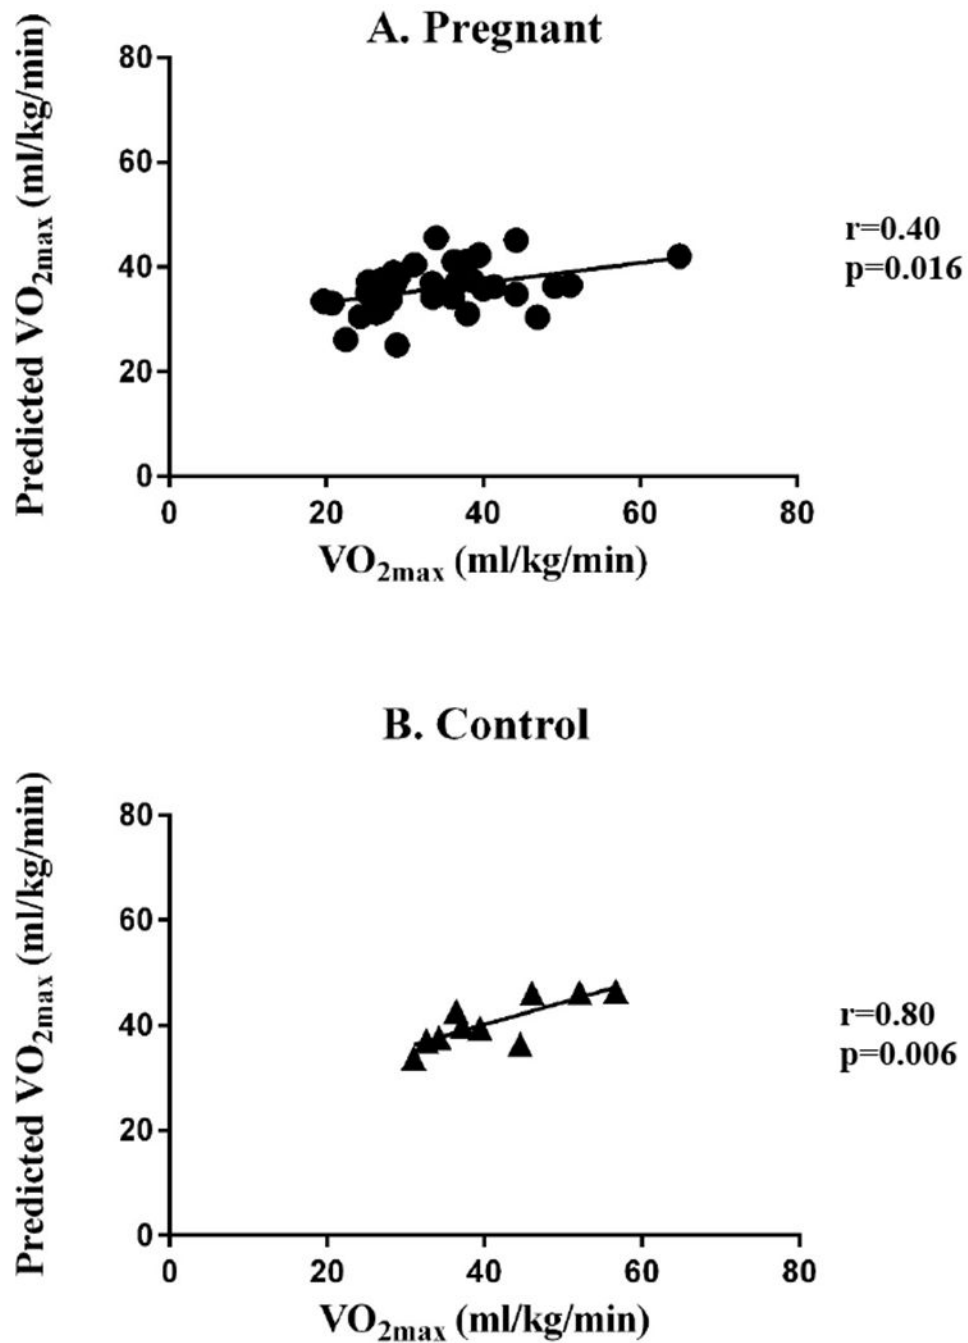 A. Pregnant
Predicted VO2max (ml/kg/min)
80
60
40
20
0
r=0.40
p=0.016
0 20 40 60 80
VO2max (ml/kg/min)
B. Control
Predicted VO2max (ml/kg/min)
80
60
40
20
0
r=0.80
p=0.006
0 20 40 60 80
VO2max (ml/kg/min)